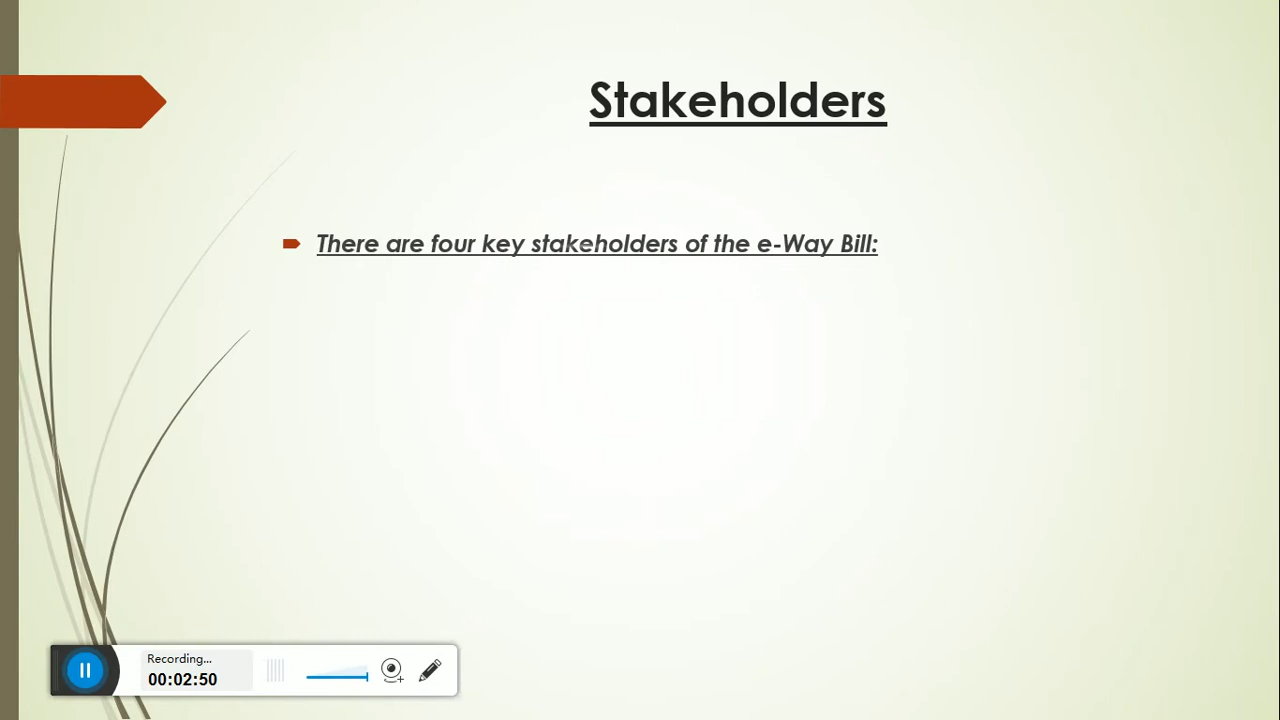 Stakeholders
There are four key stakeholders of the e-Way Bill:
Recording...
00:02:50